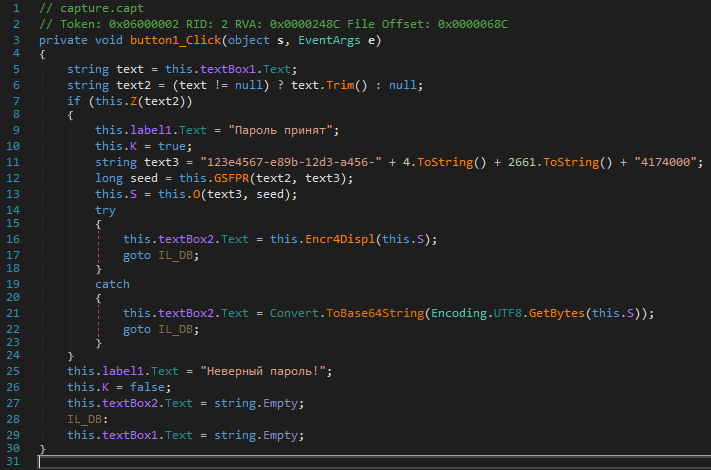 1 // capture.capt
2 // Token: 0x06000002 RID: 2 RVA: 0x0000248C File Offset: 0x0000068C
3 private void button1_Click(object s, EventArgs e)
4 {
5 string text = this.textBox1.Text;
6 string text2 = (text != null) ? text.Trim() : null;
7 if (this.Z(text2))
8 {
9 this.label1.Text = "Пароль принят";
10 this.K = true;
11 string text3 = "123e4567-e89b-12d3-a456-" + 4.ToString() + 2661.ToString() + "4174000";
12 long seed = this.GSFPR(text2, text3);
13 this.S = this.O(text3, seed);
14 try
15 {
16 this.textBox2.Text = this.Encr4Displ(this.S);
17 goto IL_DB;
18 }
19 catch
20 {
21 this.textBox2.Text = Convert.ToBase64String(Encoding.UTF8.GetBytes(this.S));
22 goto IL_DB;
23 }
24 }
25 this.label1.Text = "Неверный пароль!";
26 this.K = false;
27 this.textBox2.Text = string.Empty;
28 IL_DB:
29 this.textBox1.Text = string.Empty;
30 }
31